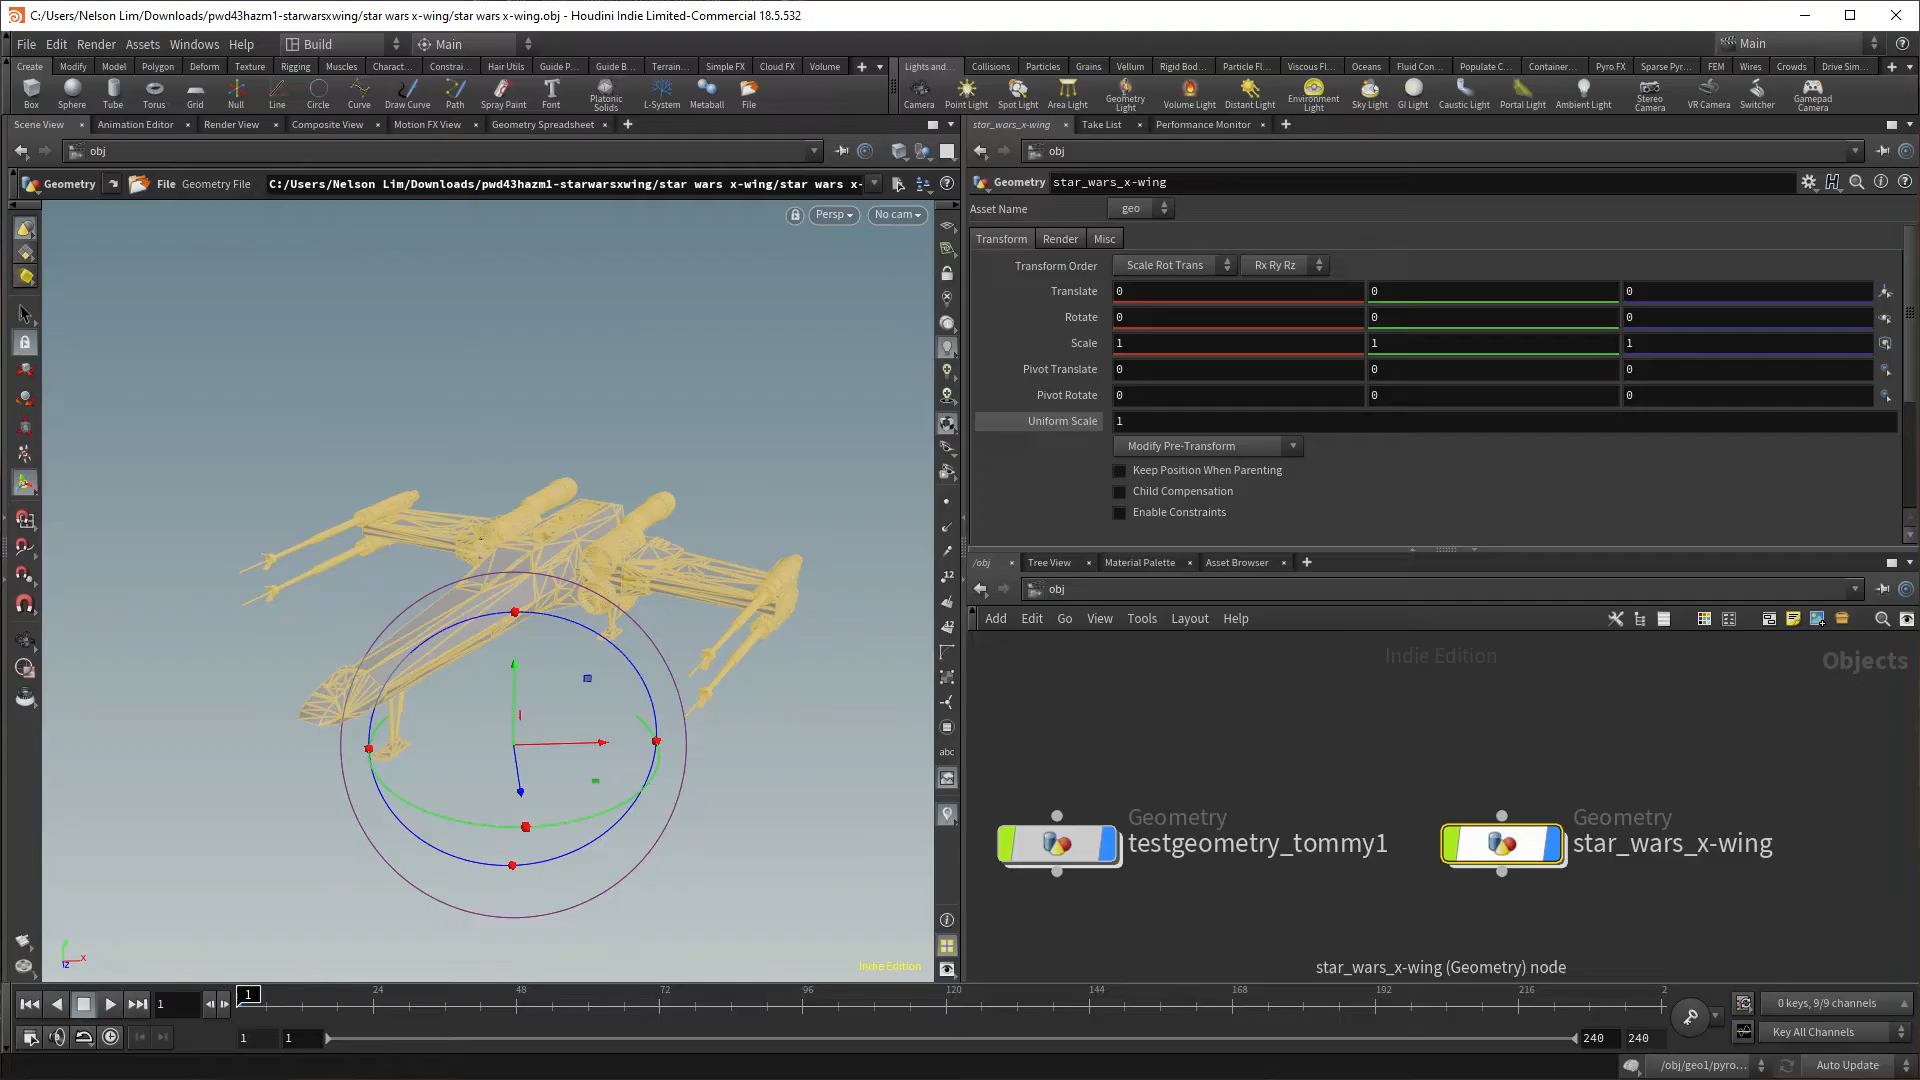 C:/Users/Nelson Lim/Downloads/pwd43hazm1-starwarsxwing/star wars x-wing/star wars x-wing.obj - Houdini Indie Limited-Commercial 18.5.532
File Edit Render Assets Windows Help Build Main Main
Create Modify Model Polygon Deform Texture Rigging Muscles Charact... Constrai... Hair Utils Guide P... Guide B... Terrain... Simple FX Cloud FX Volume
Lights and... Collisions Particles Grains Vellum Rigid Bod... Particle Fl... Viscous Fl... Oceans Fluid Con... Populate C... Container... Pyro FX Sparse Pyr... FEM Wires Crowds Drive Sim...
Box Sphere Tube Torus Grid Null Line Circle Curve Draw Curve Path Spray Paint Font Platonic Solids L-System Metaball File
Camera Point Light Spot Light Area Light Geometry Light Volume Light Distant Light Environment Light Sky Light GI Light Caustic Light Portal Light Ambient Light Stereo Camera VR Camera Switcher Gamepad Camera
Scene View Animation Editor Render View Composite View Motion FX View Geometry Spreadsheet
star_wars_x-wing Take List Performance Monitor
obj
obj
Geometry File Geometry File C:/Users/Nelson Lim/Downloads/pwd43hazm1-starwarsxwing/star wars x-wing/star wars x-
Geometry star_wars_x-wing
Asset Name geo
Persp No cam
Transform Render Misc
Transform Order Scale Rot Trans Rx Ry Rz
Translate 0 0 0
Rotate 0 0 0
Scale 1 1 1
Pivot Translate 0 0 0
Pivot Rotate 0 0 0
Uniform Scale 1
Modify Pre-Transform
Keep Position When Parenting
Child Compensation
Enable Constraints
/obj Tree View Material Palette Asset Browser
obj
Add Edit Go View Tools Layout Help
12
12
abc
Indie Edition
Objects
Geometry
testgeometry_tommy1
Geometry
star_wars_x-wing
star_wars_x-wing (Geometry) node
x
z
Indie Edition
1 1 24 48 72 96 120 144 168 192 216 2
0 keys, 9/9 channels
1 1 240 240
Key All Channels
/obj/geo1/pyro... Auto Update